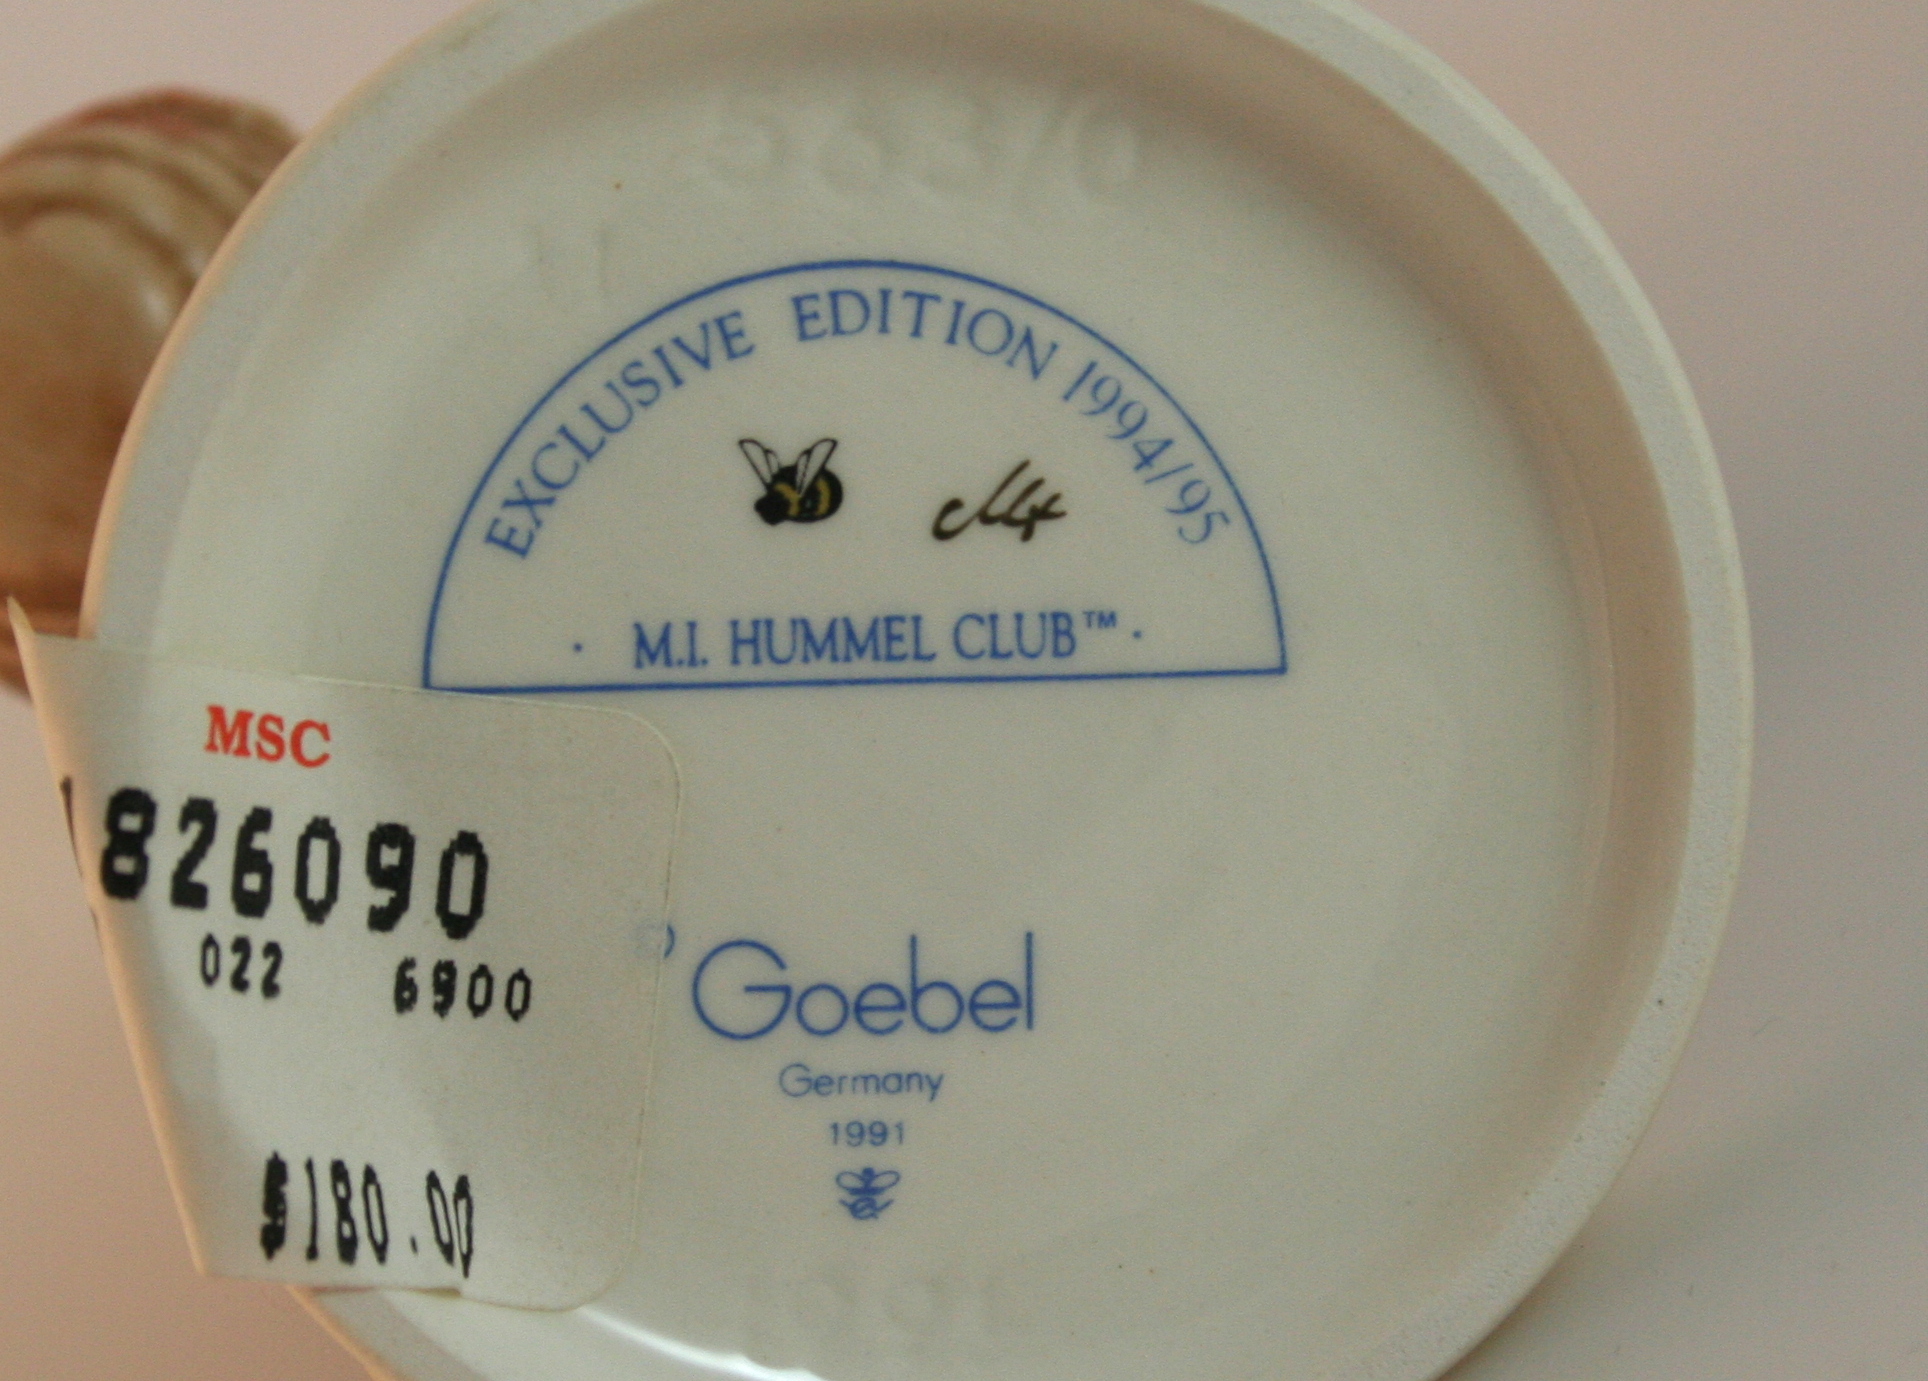 EXCLUSIVE EDITION 1994/95
· M.I. HUMMEL CLUB™ ·
MSC
826090
022 6900
$180.00
Goebel
Germany
1991